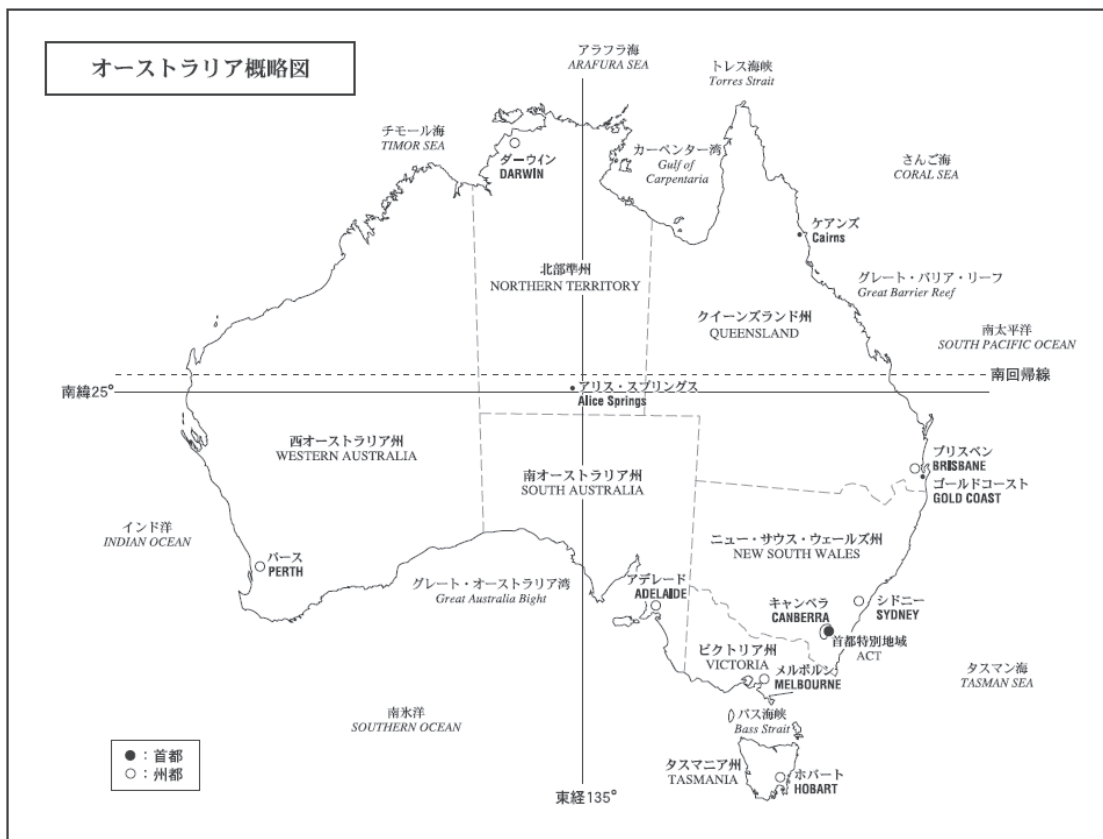 オーストラリア概略図
アラフラ海
ARAFURA SEA
トレス海峡
Torres Strait
チモール海
TIMOR SEA
ダーウィン
DARWIN
カーペンター湾
Gulf of
Carpentaria
さんご海
CORAL SEA
ケアンズ
Cairns
北部準州
NORTHERN TERRITORY
グレート・バリア・リーフ
Great Barrier Reef
クイーンズランド州
QUEENSLAND
南太平洋
SOUTH PACIFIC OCEAN
南回帰線
南緯25°
アリス・スプリングス
Alice Springs
西オーストラリア州
WESTERN AUSTRALIA
南オーストラリア州
SOUTH AUSTRALIA
ブリスベン
BRISBANE
ゴールドコースト
GOLD COAST
インド洋
INDIAN OCEAN
パース
PERTH
ニュー・サウス・ウェールズ州
NEW SOUTH WALES
グレート・オーストラリア湾
Great Australia Bight
アデレード
ADELAIDE
キャンベラ
CANBERRA
シドニー
SYDNEY
首都特別地域
ACT
ビクトリア州
VICTORIA
メルボルン
MELBOURNE
タスマン海
TASMAN SEA
南氷洋
SOUTHERN OCEAN
バス海峡
Bass Strait
タスマニア州
TASMANIA
ホバート
HOBART
●：首都
○：州都
東経135°